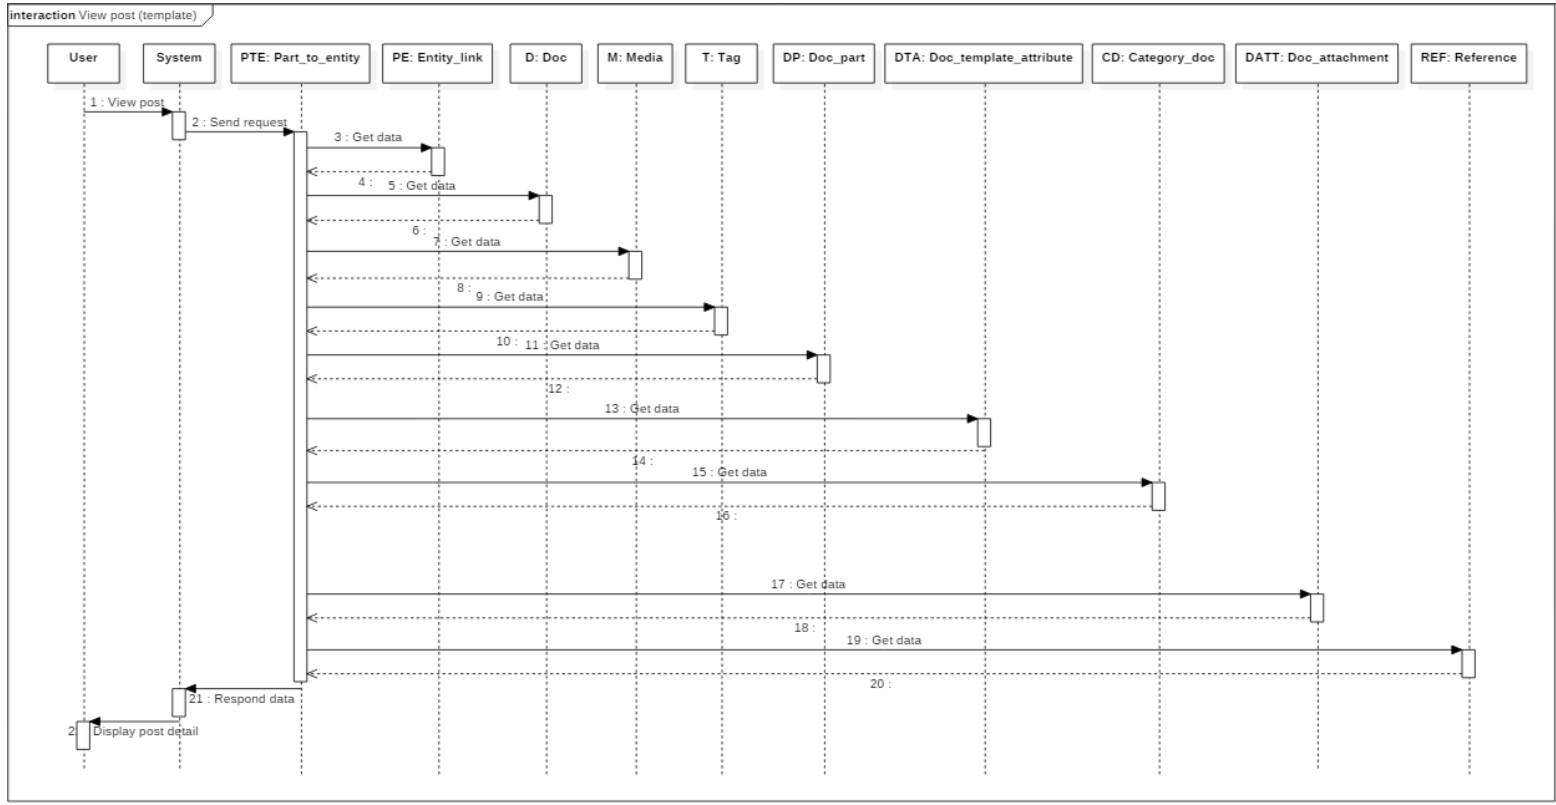 interaction View post (template)
User
System
PTE: Part_to_entity
PE: Entity_link
D: Doc
M: Media
T: Tag
DP: Doc_part
DTA: Doc_template_attribute
CD: Category_doc
DATT: Doc_attachment
REF: Reference
1 : View post
2 : Send request
3 : Get data
4 :
5 : Get data
6 :
7 : Get data
8 :
9 : Get data
10 :
11 : Get data
12 :
13 : Get data
14 :
15 : Get data
16 :
17 : Get data
18 :
19 : Get data
20 :
21 : Respond data
2 Display post detail